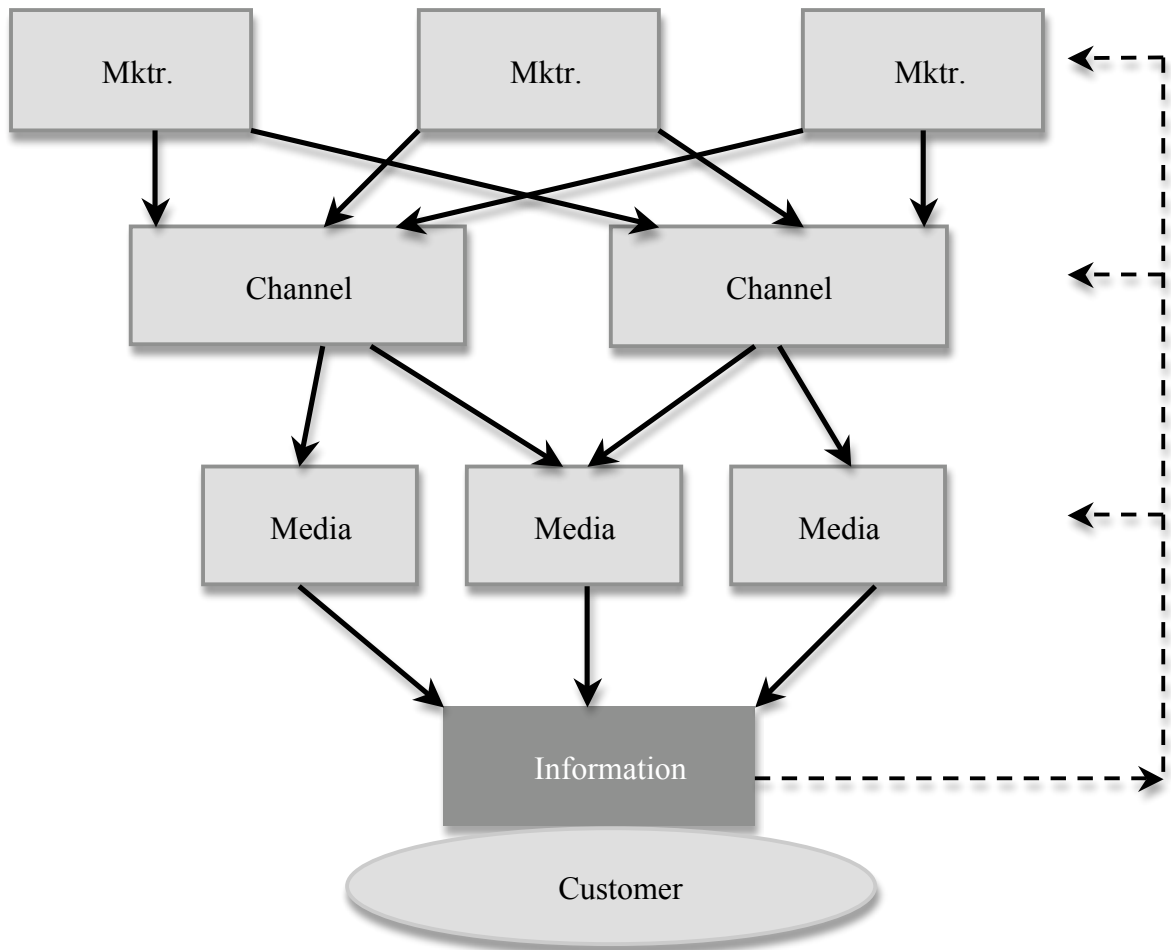 Mktr.
Mktr.
Mktr.
Channel
Channel
Media
Media
Media
Information
Customer